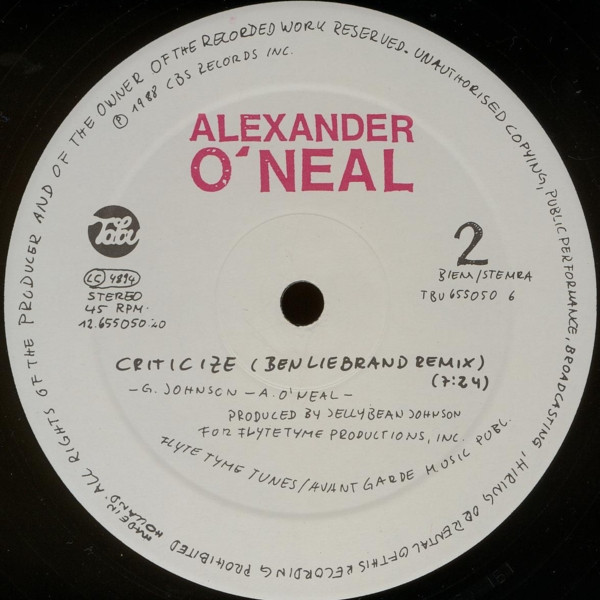 MADE IN HOLLAND · ALL RIGHTS OF THE PRODUCER AND OF THE OWNER OF THE RECORDED WORK RESERVED. UNAUTHORISED COPYING, PUBLIC PERFORMANCE, BROADCASTING, HIRING OR RENTAL OF THIS RECORDING PROHIBITED
Ⓟ 1988 CBS RECORDS INC.
ALEXANDER
O'NEAL
Tabu
LC 4894
STEREO
45 RPM.
12.655050.20
2
BIEM/STEMRA
TBU 655050 6
CRITICIZE (BEN LIEBRAND REMIX)
(7:24)
-G. JOHNSON - A. O'NEAL-
PRODUCED BY JELLYBEAN JOHNSON
FOR FLYTETYME PRODUCTIONS, INC.
FLYTE TYME TUNES/AVANT GARDE MUSIC PUBL.